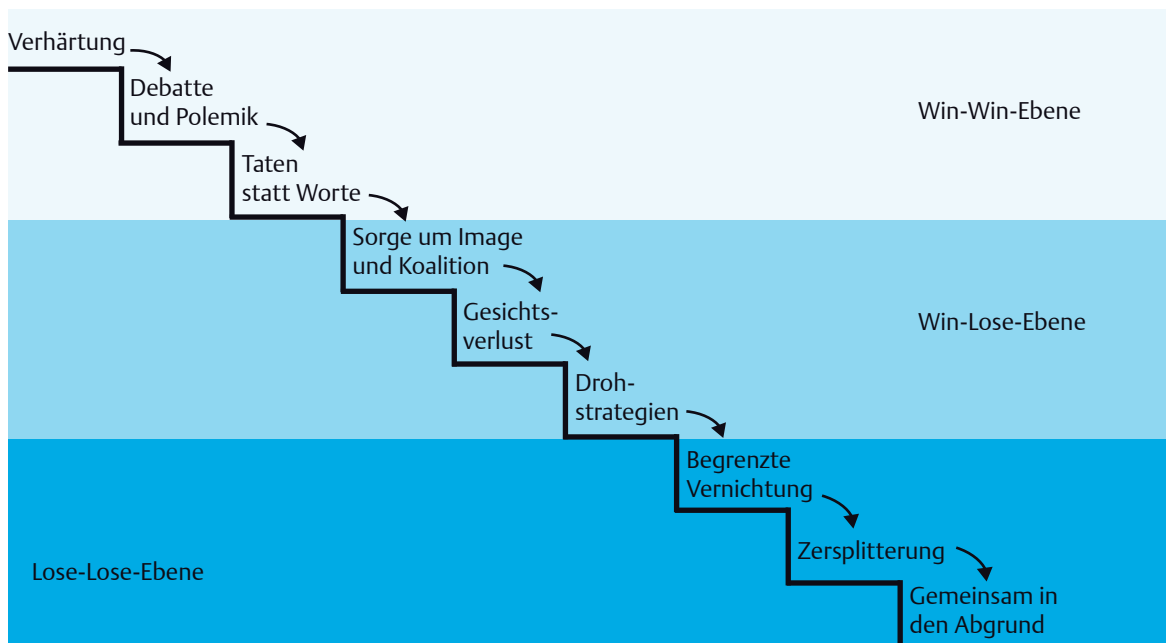 Verhärtung
Debatte
und Polemik
Win-Win-Ebene
Taten
statt Worte
Sorge um Image
und Koalition
Gesichts-
verlust
Win-Lose-Ebene
Droh-
strategien
Begrenzte
Vernichtung
Zersplitterung
Lose-Lose-Ebene
Gemeinsam in
den Abgrund